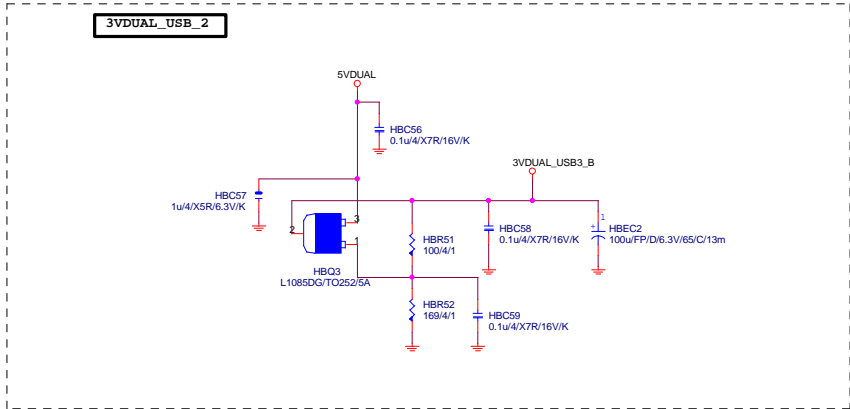 3VDUAL_USB_2
5VDUAL
HBC56
0.1u/4/X7R/16V/K
3VDUAL_USB3_B
HBC57
1u/4/X5R/6.3V/K
2
3
1
HBQ3
L1085DG/TO252/5A
HBR51
100/4/1
HBC58
0.1u/4/X7R/16V/K
1
+
HBEC2
100u/FP/D/6.3V/65/C/13m
HBR52
169/4/1
HBC59
0.1u/4/X7R/16V/K